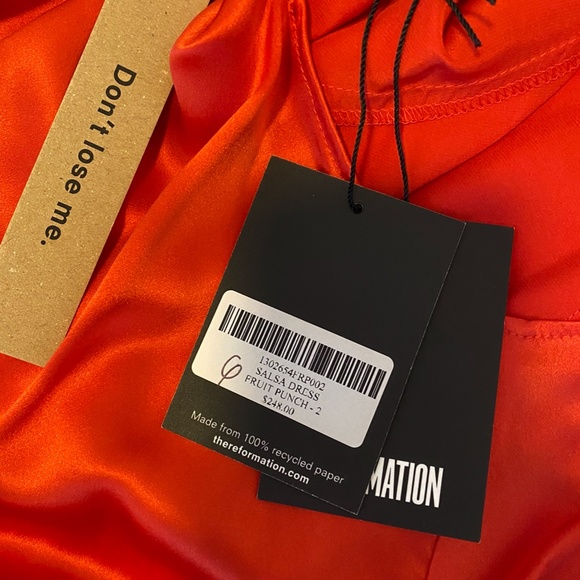 Don't lose me.
1302654FRP002
SALSA DRESS
FRUIT PUNCH - 2
$248.00
6
Made from 100% recycled paper
thereformation.com
MATION